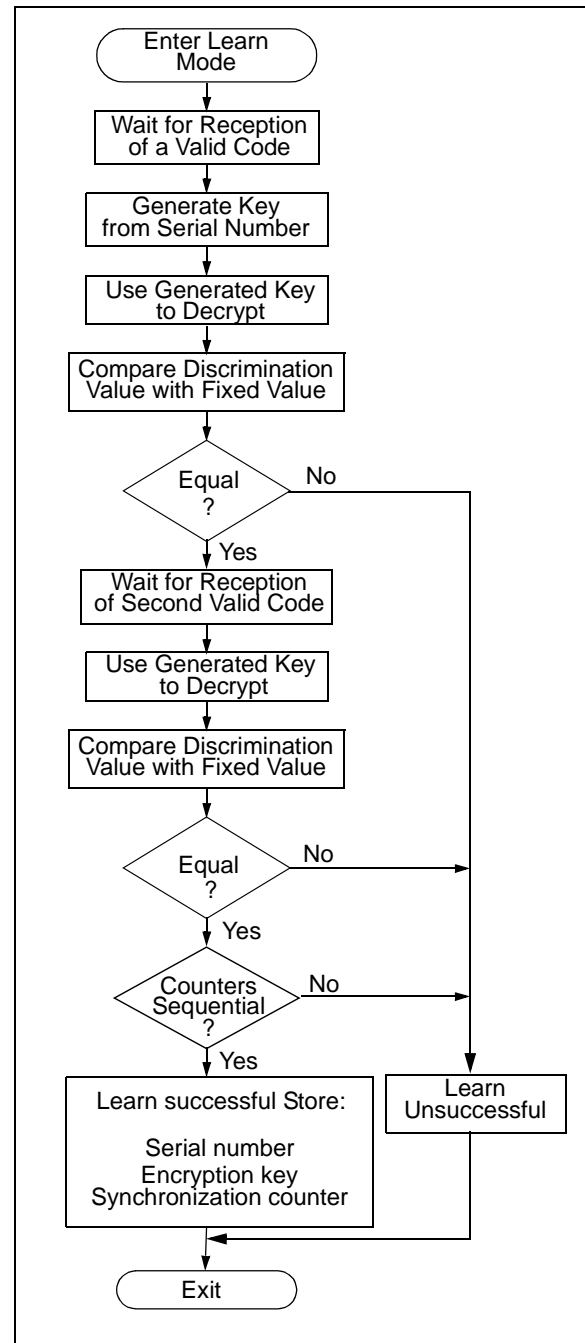 Enter Learn
Mode
Wait for Reception
of a Valid Code
Generate Key
from Serial Number
Use Generated Key
to Decrypt
Compare Discrimination
Value with Fixed Value
Equal
?
No
Yes
Wait for Reception
of Second Valid Code
Use Generated Key
to Decrypt
Compare Discrimination
Value with Fixed Value
Equal
?
No
Yes
Counters
Sequential
?
No
Yes
Learn successful Store:
Serial number
Encryption key
Synchronization counter
Learn
Unsuccessful
Exit